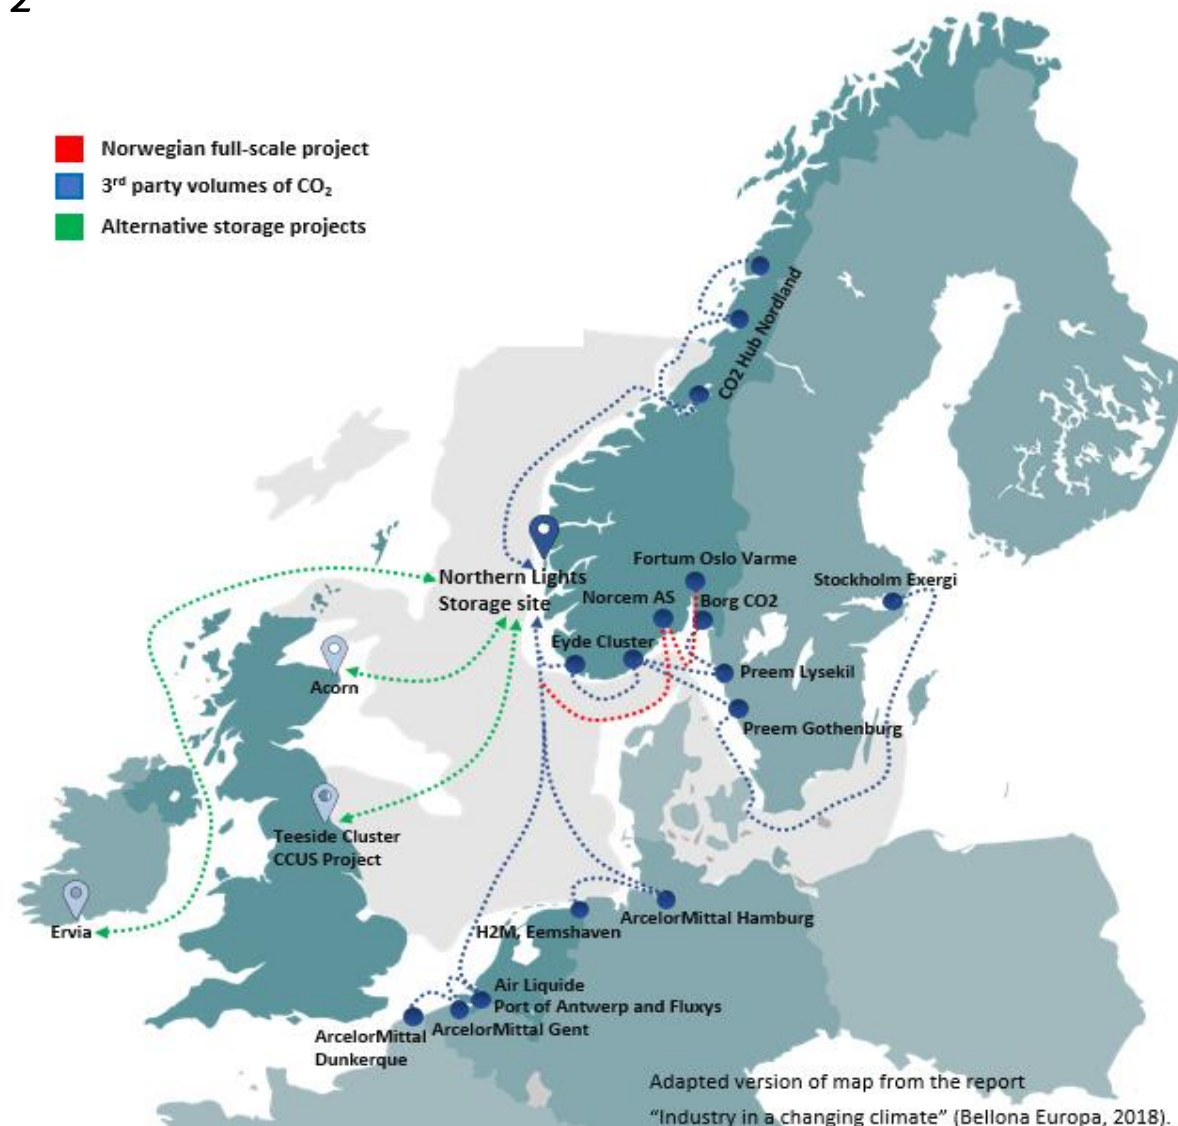 2
Norwegian full-scale project
3rd party volumes of CO₂
Alternative storage projects
CO2 Hub Nordland
Northern Lights
Storage site
Fortum Oslo Varme
Norcem AS
Borg CO2
Stockholm Exergi
Eyde Cluster
Preem Lysekil
Acorn
Preem Gothenburg
Teeside Cluster
CCUS Project
ArcelorMittal Hamburg
H2M, Eemshaven
Ervia
Air Liquide
Port of Antwerp and Fluxys
ArcelorMittal Gent
ArcelorMittal
Dunkerque
Adapted version of map from the report
“Industry in a changing climate” (Bellona Europa, 2018).